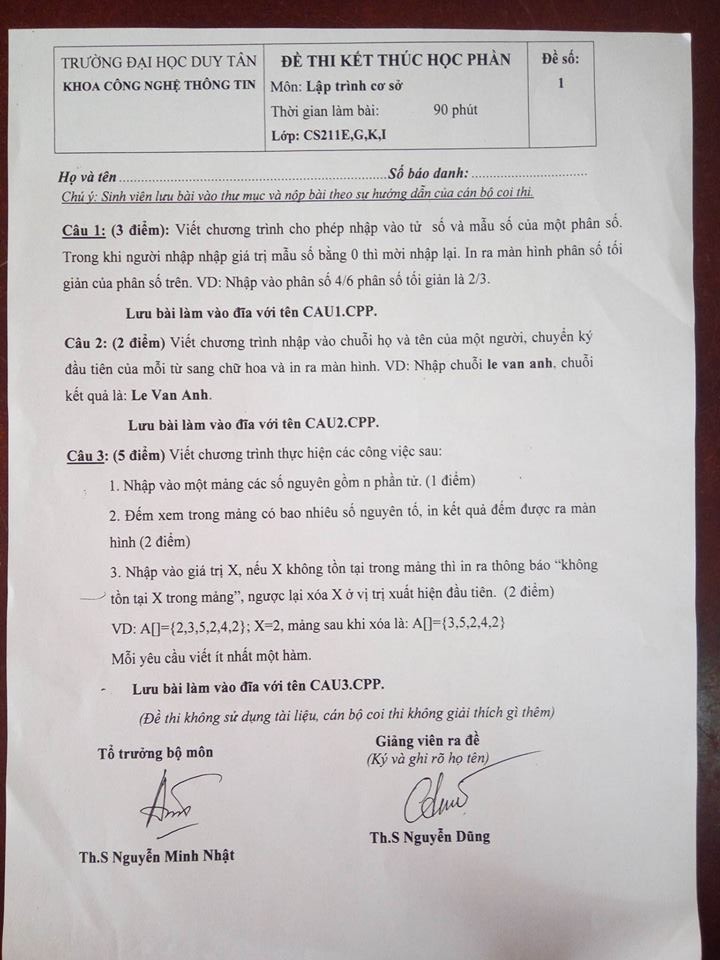 TRƯỜNG ĐẠI HỌC DUY TÂN
KHOA CÔNG NGHỆ THÔNG TIN
ĐỀ THI KẾT THÚC HỌC PHẦN
Môn: Lập trình cơ sở
Thời gian làm bài: 90 phút
Lớp: CS211E,G,K,I
Đề số:
1
Họ và tên ..........................................................................Số báo danh: ................................
Chú ý: Sinh viên lưu bài vào thư mục và nộp bài theo sự hướng dẫn của cán bộ coi thi.
Câu 1: (3 điểm): Viết chương trình cho phép nhập vào tử số và mẫu số của một phân số.
Trong khi người nhập nhập giá trị mẫu số bằng 0 thì mời nhập lại. In ra màn hình phân số tối
giản của phân số trên. VD: Nhập vào phân số 4/6 phân số tối giản là 2/3.
Lưu bài làm vào đĩa với tên CAU1.CPP.
Câu 2: (2 điểm) Viết chương trình nhập vào chuỗi họ và tên của một người, chuyển ký
đầu tiên của mỗi từ sang chữ hoa và in ra màn hình. VD: Nhập chuỗi le van anh, chuỗi
kết quả là: Le Van Anh.
Lưu bài làm vào đĩa với tên CAU2.CPP.
Câu 3: (5 điểm) Viết chương trình thực hiện các công việc sau:
1. Nhập vào một mảng các số nguyên gồm n phần tử. (1 điểm)
2. Đếm xem trong mảng có bao nhiêu số nguyên tố, in kết quả đếm được ra màn
hình (2 điểm)
3. Nhập vào giá trị X, nếu X không tồn tại trong mảng thì in ra thông báo “không
tồn tại X trong mảng”, ngược lại xóa X ở vị trí xuất hiện đầu tiên. (2 điểm)
VD: A[]={2,3,5,2,4,2}; X=2, mảng sau khi xóa là: A[]={3,5,2,4,2}
Mỗi yêu cầu viết ít nhất một hàm.
- Lưu bài làm vào đĩa với tên CAU3.CPP.
(Đề thi không sử dụng tài liệu, cán bộ coi thi không giải thích gì thêm)
Tổ trưởng bộ môn
Th.S Nguyễn Minh Nhật
Giảng viên ra đề
(Ký và ghi rõ họ tên)
Th.S Nguyễn Dũng